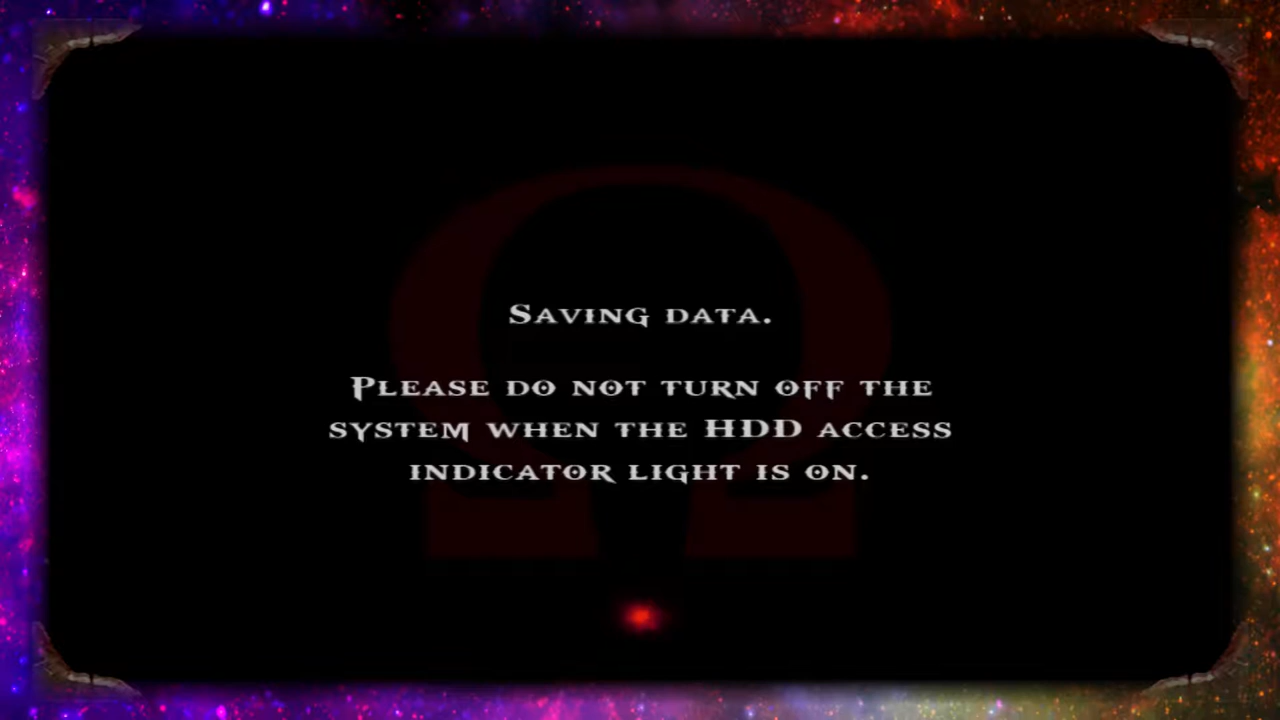 Saving data.
Please do not turn off the
system when the HDD access
indicator light is on.